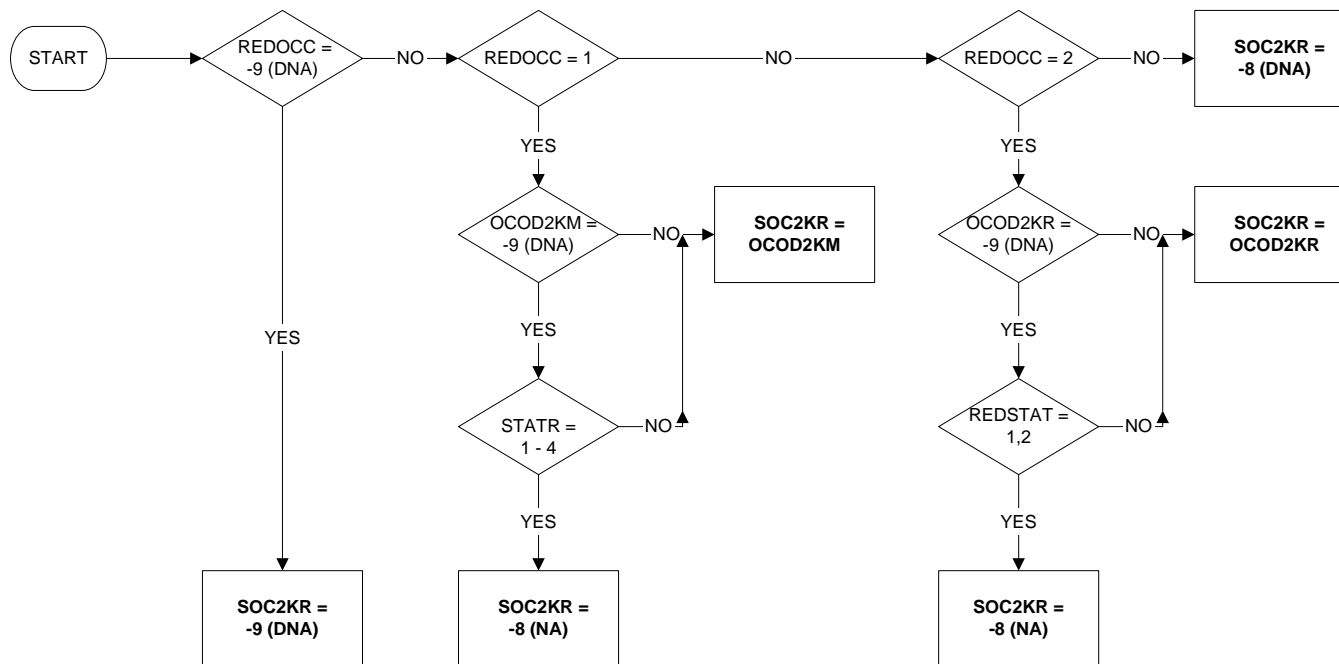 START
REDOCC =
-9 (DNA)
NO
REDOCC = 1
NO
REDOCC = 2
NO
SOC2KR =
-8 (DNA)
YES
YES
OCOD2KM =
-9 (DNA)
NO
SOC2KR =
OCOD2KM
OCOD2KR =
-9 (DNA)
NO
SOC2KR =
OCOD2KR
YES
YES
YES
STATR =
1 - 4
NO
REDSTAT =
1,2
NO
YES
YES
SOC2KR =
-9 (DNA)
SOC2KR =
-8 (NA)
SOC2KR =
-8 (NA)